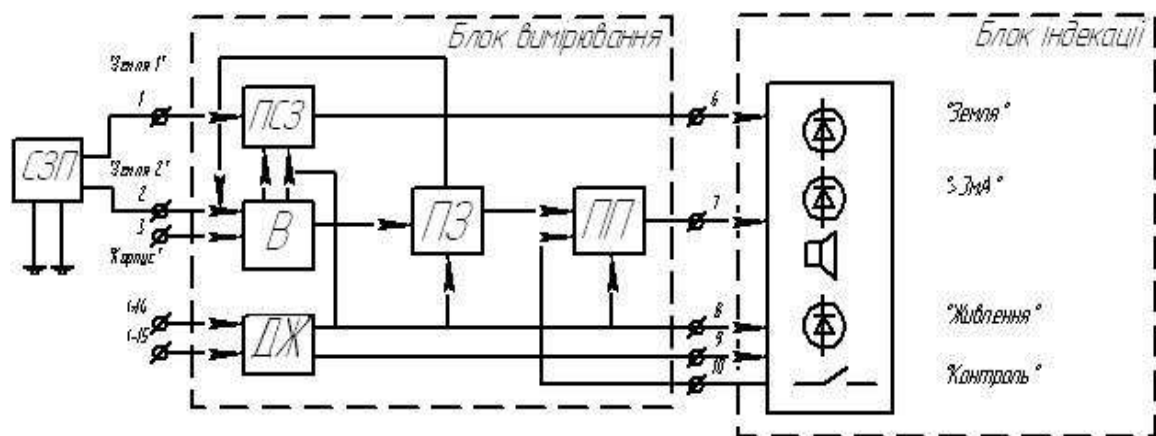 Блок вимірювання
Блок індекації
"Земля 1"
1
6
"Земля"
ПСЗ
СЗП
"Земля 2"
2
7
"> 3мА"
3
В
ПЗ
ПП
"Корпус"
8
"Живлення"
ДЖ
9
10
"Контроль"